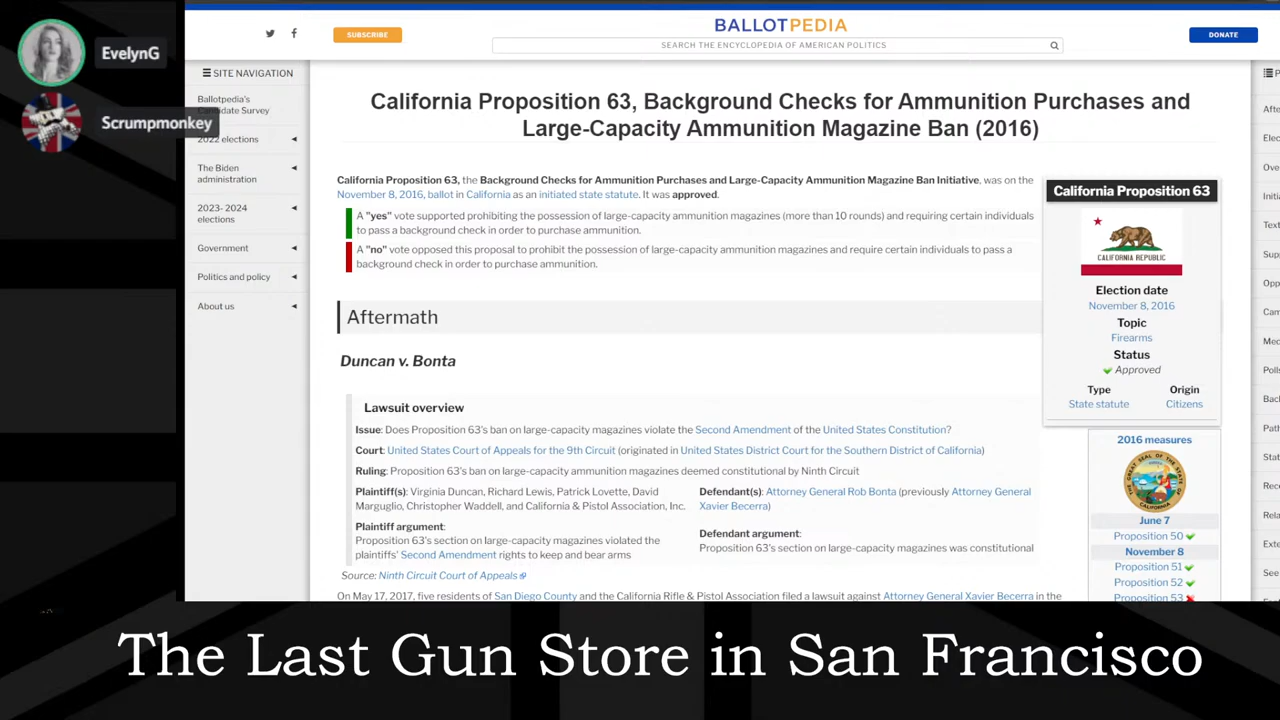 EvelynG
Scrumpmonkey
BALLOTPEDIA
SUBSCRIBE
SEARCH THE ENCYCLOPEDIA OF AMERICAN POLITICS
DONATE
SITE NAVIGATION
Ballotpedia's
Candidate Survey
2022 elections
The Biden
administration
2023- 2024
elections
Government
Politics and policy
About us
California Proposition 63, Background Checks for Ammunition Purchases and
Large-Capacity Ammunition Magazine Ban (2016)
California Proposition 63, the Background Checks for Ammunition Purchases and Large-Capacity Ammunition Magazine Ban Initiative, was on the
November 8, 2016, ballot in California as an initiated state statute. It was approved.
A "yes" vote supported prohibiting the possession of large-capacity ammunition magazines (more than 10 rounds) and requiring certain individuals
to pass a background check in order to purchase ammunition.
A "no" vote opposed this proposal to prohibit the possession of large-capacity ammunition magazines and require certain individuals to pass a
background check in order to purchase ammunition.
Aftermath
Duncan v. Bonta
Lawsuit overview
Issue: Does Proposition 63's ban on large-capacity magazines violate the Second Amendment of the United States Constitution?
Court: United States Court of Appeals for the 9th Circuit (originated in United States District Court for the Southern District of California)
Ruling: Proposition 63's ban on large-capacity ammunition magazines deemed constitutional by Ninth Circuit
Plaintiff(s): Virginia Duncan, Richard Lewis, Patrick Lovette, David
Marguglio, Christopher Waddell, and California & Pistol Association, Inc.
Defendant(s): Attorney General Rob Bonta (previously Attorney General
Xavier Becerra)
Plaintiff argument:
Proposition 63's section on large-capacity magazines violated the
plaintiffs' Second Amendment rights to keep and bear arms
Defendant argument:
Proposition 63's section on large-capacity magazines was constitutional
Source: Ninth Circuit Court of Appeals
On May 17, 2017, five residents of San Diego County and the California Rifle & Pistol Association filed a lawsuit against Attorney General Xavier Becerra in the
California Proposition 63
CALIFORNIA REPUBLIC
Election date
November 8, 2016
Topic
Firearms
Status
Approved
Type
State statute
Origin
Citizens
2016 measures
June 7
Proposition 50
November 8
Proposition 51
Proposition 52
Proposition 53
The Last Gun Store in San Francisco